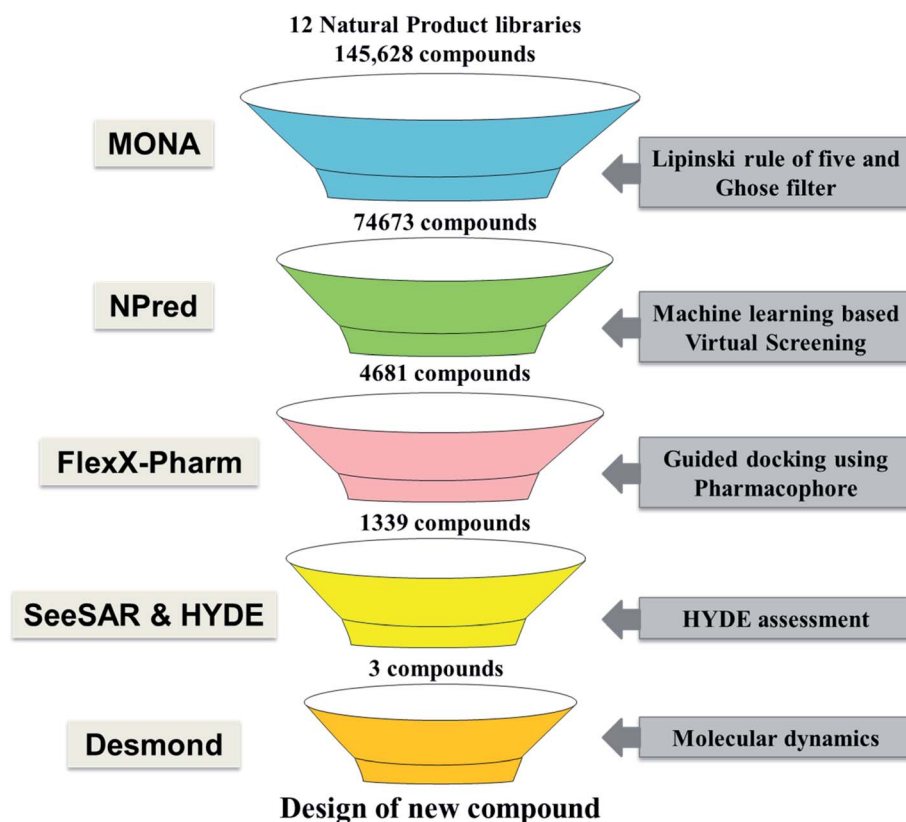 12 Natural Product libraries
145,628 compounds
MONA
Lipinski rule of five and
Ghose filter
74673 compounds
NPred
Machine learning based
Virtual Screening
4681 compounds
FlexX-Pharm
Guided docking using
Pharmacophore
1339 compounds
SeeSAR & HYDE
HYDE assessment
3 compounds
Desmond
Molecular dynamics
Design of new compound